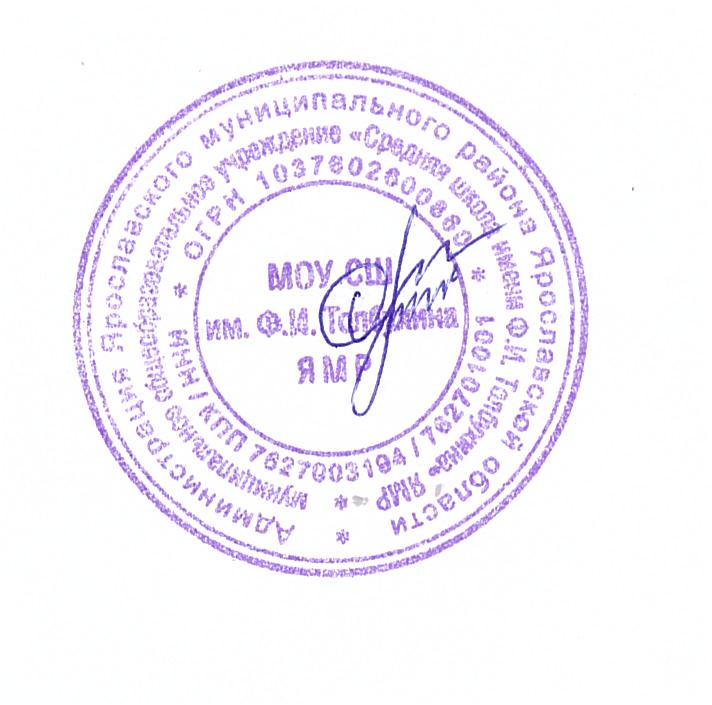 Администрация Ярославского муниципального района Ярославской области *
муниципальное общеобразовательное учреждение «Средняя школа имени Ф.И. Толбухина» ЯМР *
* ОГРН 1037602600863 *
ИНН / КПП 7627003194 / 762701001
МОУ СШ
им. Ф.И. Толбухина
ЯМР